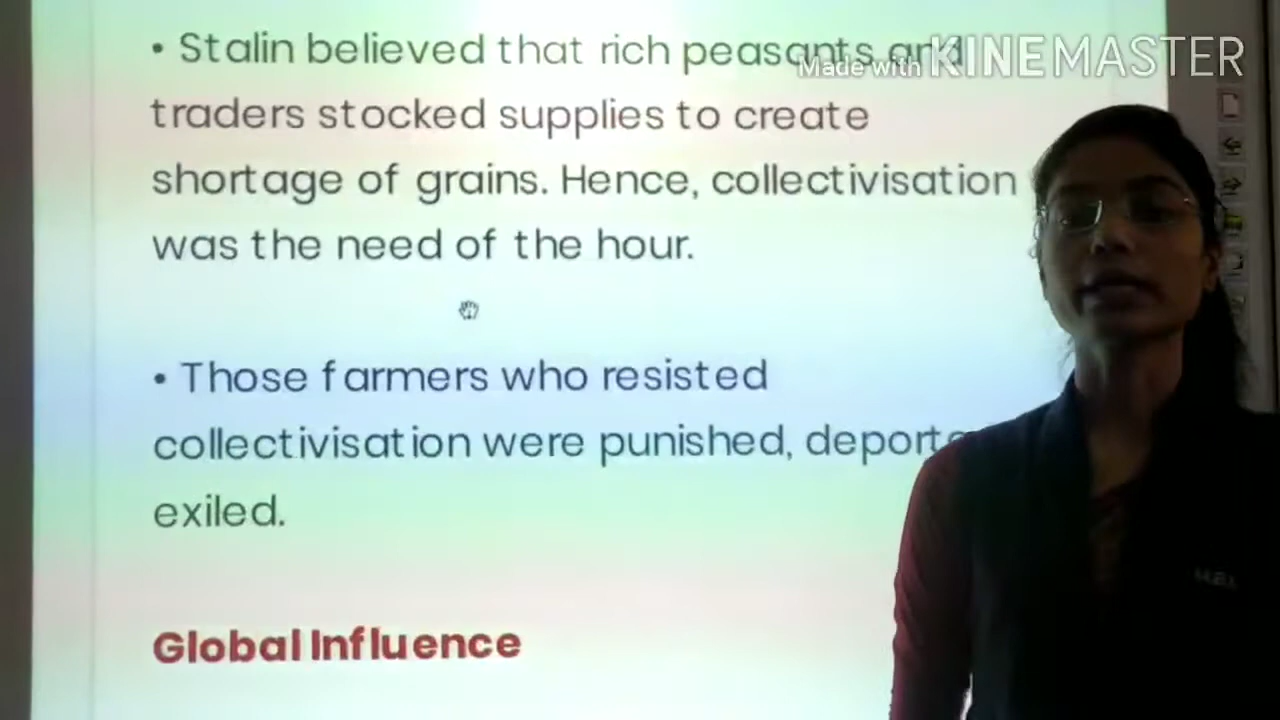 • Stalin believed that rich peasants and
Made with KINEMASTER
traders stocked supplies to create
shortage of grains. Hence, collectivisation
was the need of the hour.
• Those farmers who resisted
collectivisation were punished,
exiled.
Global Influence